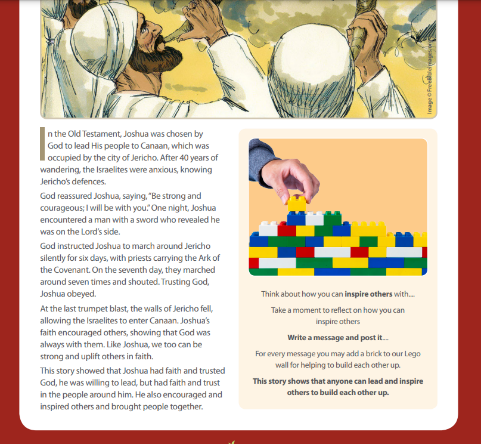 In the Old Testament, Joshua was chosen by
God to lead His people to Canaan, which was
occupied by the city of Jericho. After 40 years of
wandering, the Israelites were anxious, knowing
Jericho's defences.
God reassured Joshua, saying, "Be strong and
courageous; I will be with you." One night, Joshua
encountered a man with a sword who revealed he
was on the Lord's side.
God instructed Joshua to march around Jericho
silently for six days, with priests carrying the Ark of
the Covenant. On the seventh day, they marched
around seven times and shouted. Trusting God,
Joshua obeyed.
At the last trumpet blast, the walls of Jericho fell,
allowing the Israelites to enter Canaan. Joshua's
faith encouraged others, showing that God was
always with them. Like Joshua, we too can be
strong and uplift others in faith.
This story showed that Joshua had faith and trusted
God, he was willing to lead, but had faith and trust
in the people around him. He also encouraged and
inspired others and brought people together.
Think about how you can inspire others with...
Take a moment to reflect on how you can
inspire others
Write a message and post it...
For every message you may add a brick to our Lego
wall for helping to build each other up.
This story shows that anyone can lead and inspire
others to build each other up.